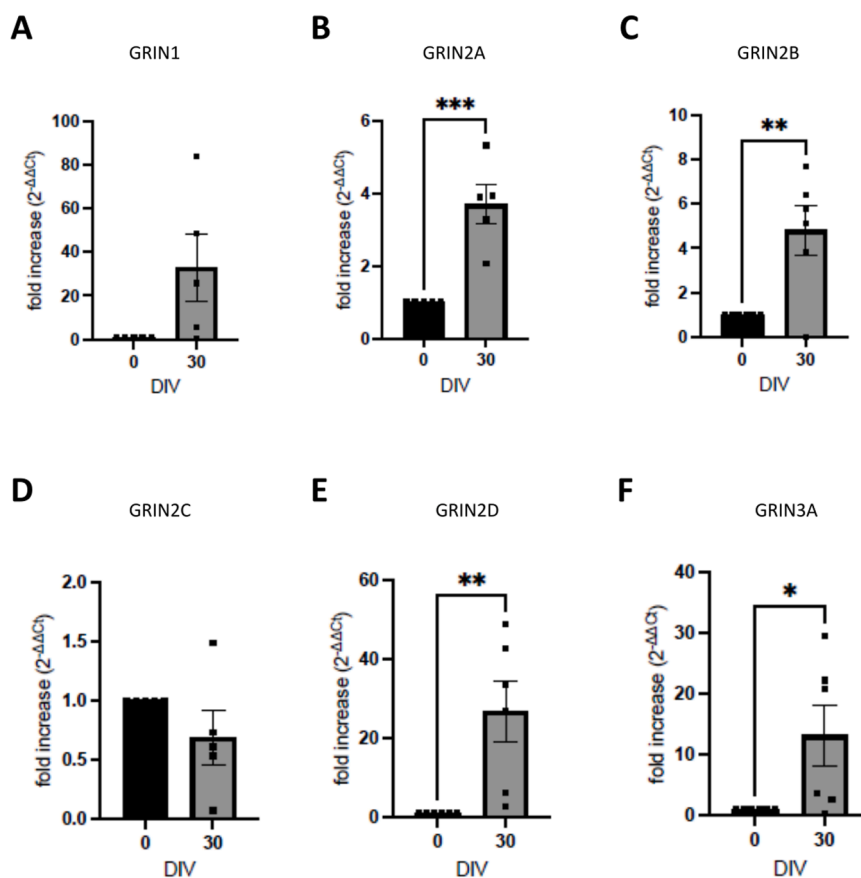 A
GRIN1
fold increase (2-ΔΔCt)
100
80
60
40
20
0
0 30
DIV
B
GRIN2A
***
fold increase (2-ΔΔCt)
6
4
2
0
0 30
DIV
C
GRIN2B
**
fold increase (2-ΔΔCt)
10
8
6
4
2
0
0 30
DIV
D
GRIN2C
fold increase (2-ΔΔCt)
2.0
1.5
1.0
0.5
0.0
0 30
DIV
E
GRIN2D
**
fold increase (2-ΔΔCt)
60
40
20
0
0 30
DIV
F
GRIN3A
*
fold increase (2-ΔΔCt)
40
30
20
10
0
0 30
DIV